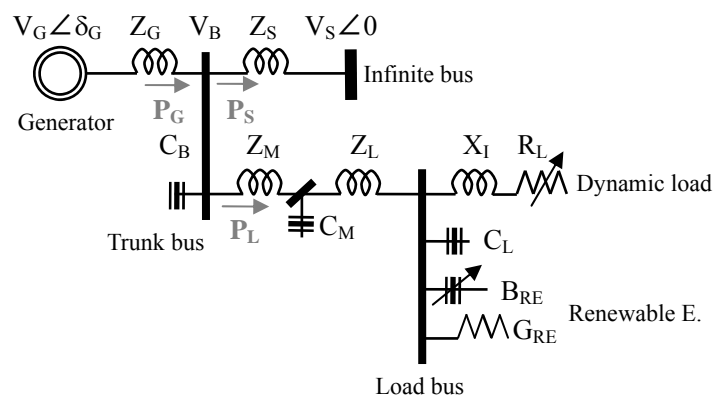 V_G∠δ_G Z_G V_B Z_S V_S∠0
Infinite bus
P_G P_S
Generator
C_B Z_M Z_L X_I R_L
Dynamic load
Trunk bus P_L C_M C_L
B_RE
Renewable E.
G_RE
Load bus